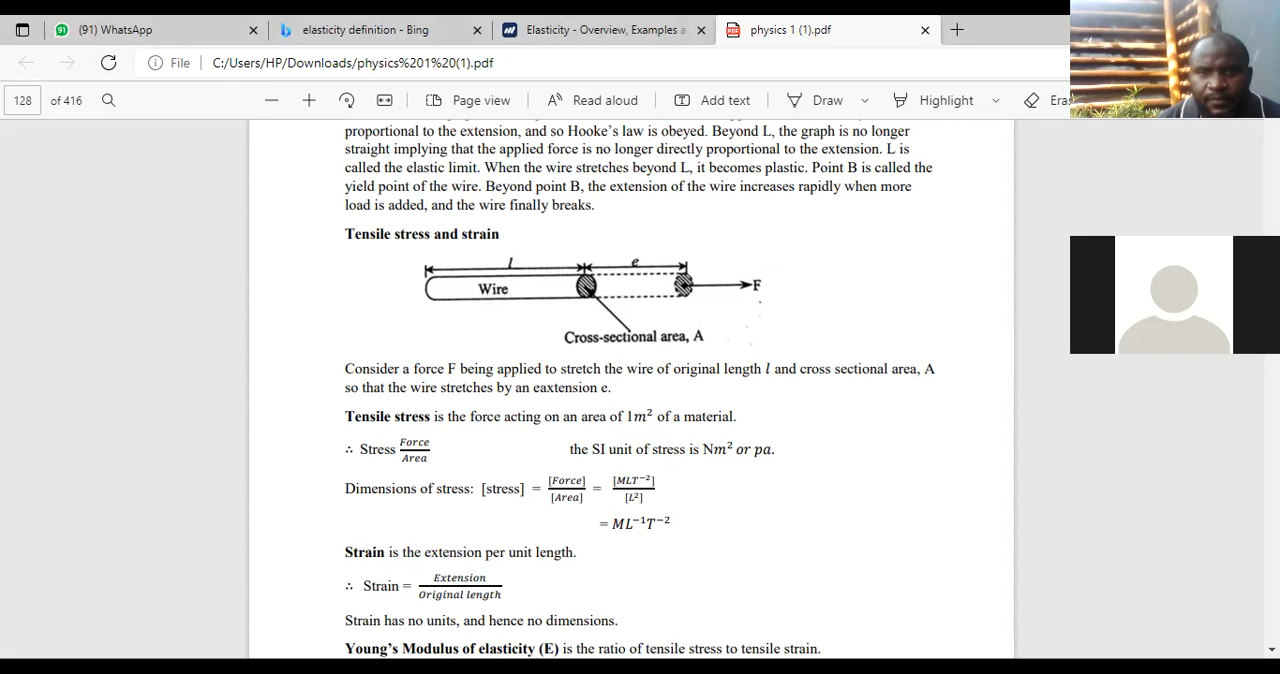 (91) WhatsApp
elasticity definition - Bing
Elasticity - Overview, Examples a
physics 1 (1).pdf
File
C:/Users/HP/Downloads/physics%201%20(1).pdf
128 of 416
Page view
Read aloud
Add text
Draw
Highlight
Eras
proportional to the extension, and so Hooke's law is obeyed. Beyond L, the graph is no longer
straight implying that the applied force is no longer directly proportional to the extension. L is
called the elastic limit. When the wire stretches beyond L, it becomes plastic. Point B is called the
yield point of the wire. Beyond point B, the extension of the wire increases rapidly when more
load is added, and the wire finally breaks.
Tensile stress and strain
l e
Wire F
Cross-sectional area, A
Consider a force F being applied to stretch the wire of original length l and cross sectional area, A
so that the wire stretches by an eaxtension e.
Tensile stress is the force acting on an area of 1m² of a material.
∴ Stress Force/Area the SI unit of stress is Nm² or pa.
Dimensions of stress: [stress] = [Force]/[Area] = [MLT⁻²]/[L²]
= ML⁻¹T⁻²
Strain is the extension per unit length.
∴ Strain = Extension/Original length
Strain has no units, and hence no dimensions.
Young's Modulus of elasticity (E) is the ratio of tensile stress to tensile strain.